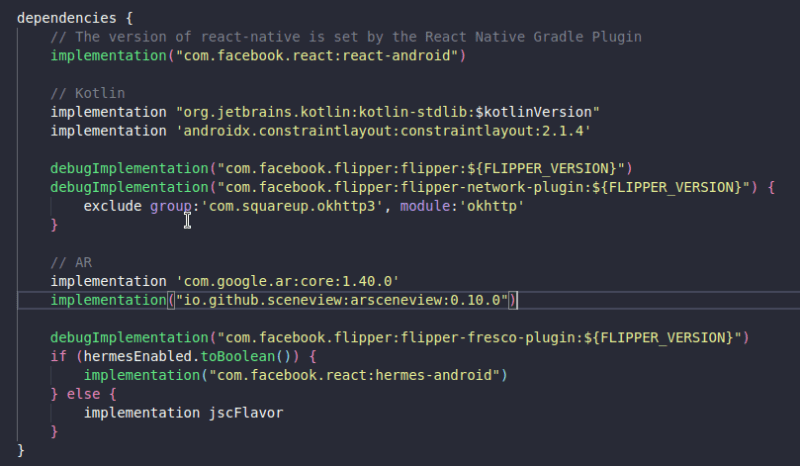 dependencies {
// The version of react-native is set by the React Native Gradle Plugin
implementation("com.facebook.react:react-android")
// Kotlin
implementation "org.jetbrains.kotlin:kotlin-stdlib:$kotlinVersion"
implementation 'androidx.constraintlayout:constraintlayout:2.1.4'
debugImplementation("com.facebook.flipper:flipper:${FLIPPER_VERSION}")
debugImplementation("com.facebook.flipper:flipper-network-plugin:${FLIPPER_VERSION}") {
exclude group:'com.squareup.okhttp3', module:'okhttp'
}
// AR
implementation 'com.google.ar:core:1.40.0'
implementation("io.github.sceneview:arsceneview:0.10.0")
debugImplementation("com.facebook.flipper:flipper-fresco-plugin:${FLIPPER_VERSION}")
if (hermesEnabled.toBoolean()) {
implementation("com.facebook.react:hermes-android")
} else {
implementation jscFlavor
}
}